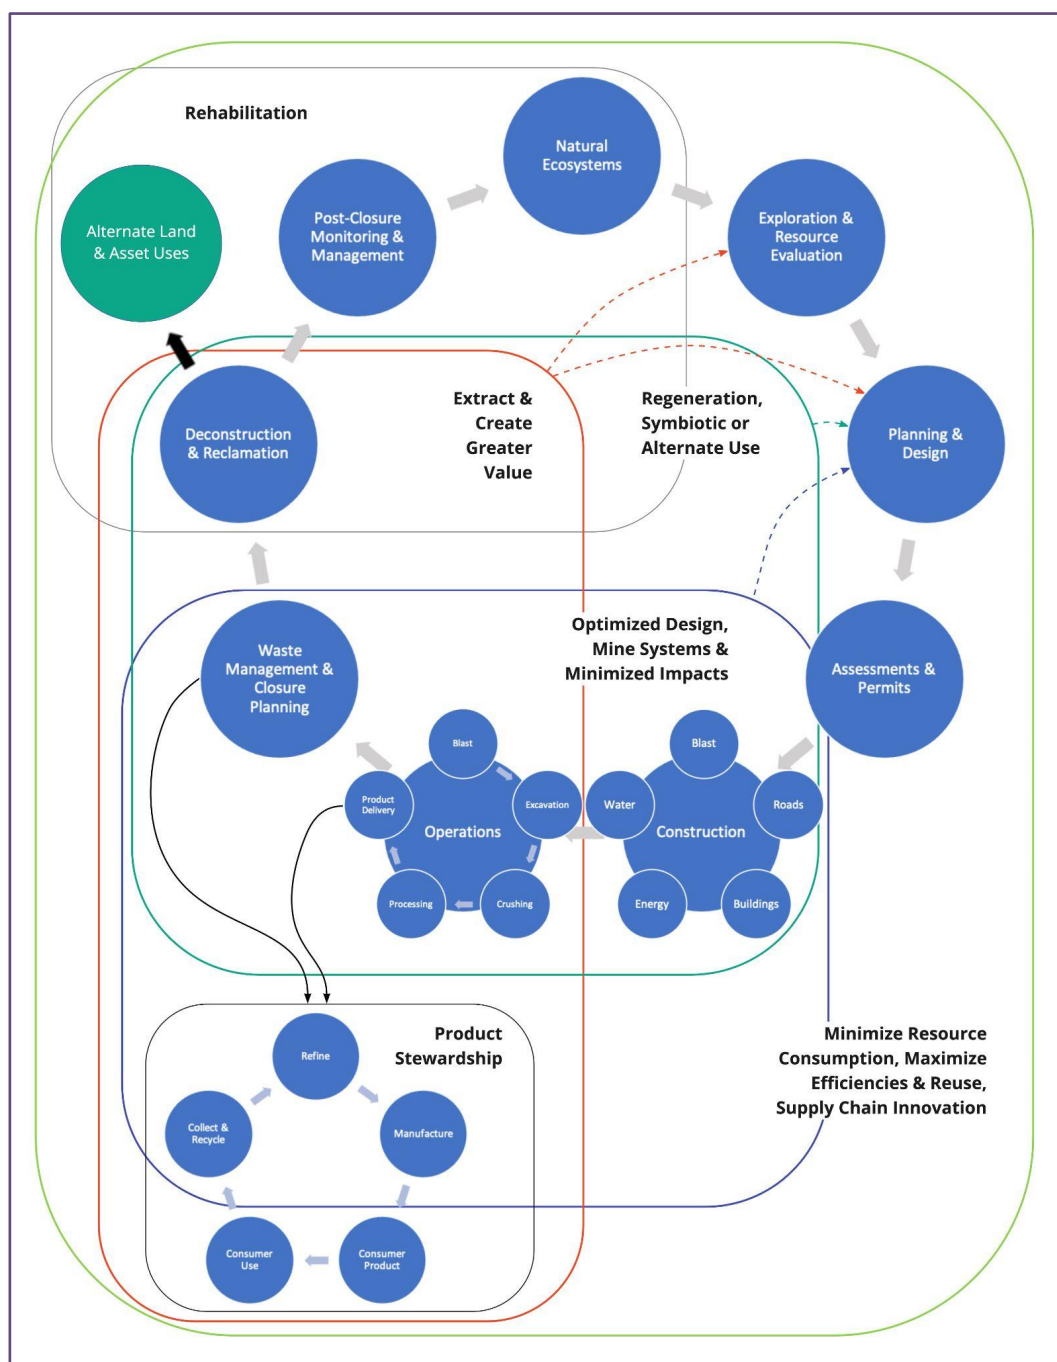 Rehabilitation
Natural
Ecosystems
Alternate Land
& Asset Uses
Post-Closure
Monitoring &
Management
Exploration &
Resource
Evaluation
Deconstruction
& Reclamation
Extract &
Create
Greater
Value
Regeneration,
Symbiotic or
Alternate Use
Planning &
Design
Waste
Management &
Closure
Planning
Optimized Design,
Mine Systems &
Minimized Impacts
Assessments &
Permits
Blast
Product
Delivery
Excavation
Operations
Processing
Crushing
Blast
Water
Roads
Construction
Energy
Buildings
Product
Stewardship
Refine
Collect &
Recycle
Manufacture
Consumer
Use
Consumer
Product
Minimize Resource
Consumption, Maximize
Efficiencies & Reuse,
Supply Chain Innovation